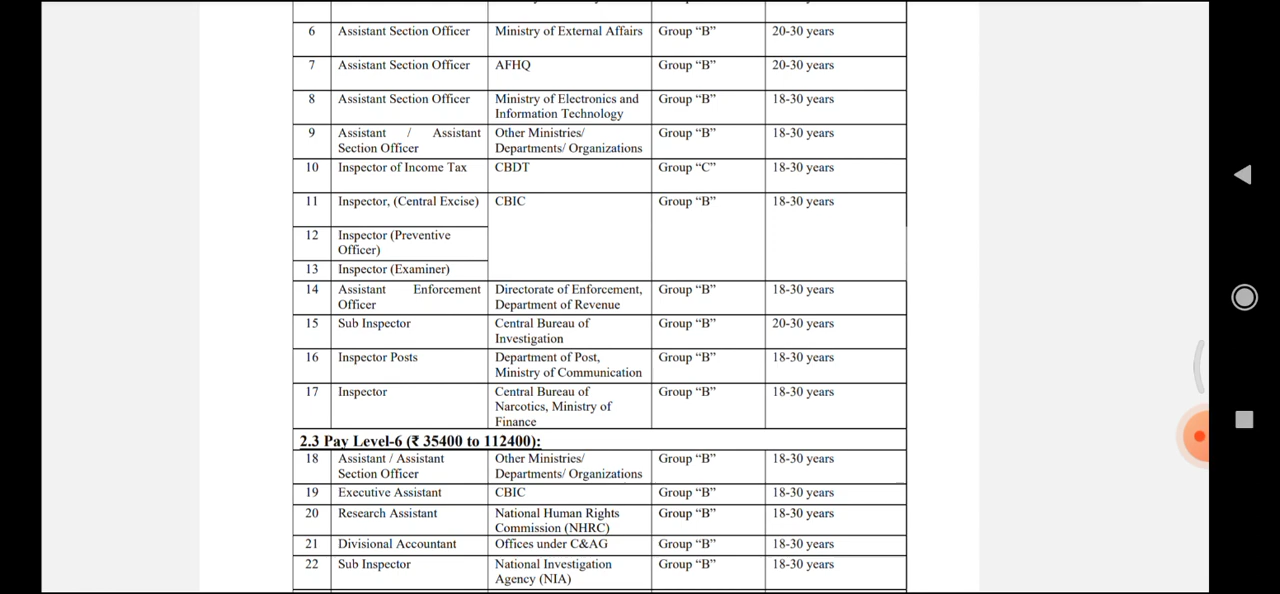 6 Assistant Section Officer Ministry of External Affairs Group “B” 20-30 years
7 Assistant Section Officer AFHQ Group “B” 20-30 years
8 Assistant Section Officer Ministry of Electronics and Group “B” 18-30 years
Information Technology
9 Assistant / Assistant Other Ministries/ Group “B” 18-30 years
Section Officer Departments/ Organizations
10 Inspector of Income Tax CBDT Group “C” 18-30 years
11 Inspector, (Central Excise) CBIC Group “B” 18-30 years
12 Inspector (Preventive
Officer)
13 Inspector (Examiner)
14 Assistant Enforcement Directorate of Enforcement, Group “B” 18-30 years
Officer Department of Revenue
15 Sub Inspector Central Bureau of Group “B” 20-30 years
Investigation
16 Inspector Posts Department of Post, Group “B” 18-30 years
Ministry of Communication
17 Inspector Central Bureau of Group “B” 18-30 years
Narcotics, Ministry of
Finance
2.3 Pay Level-6 (₹ 35400 to 112400):
18 Assistant / Assistant Other Ministries/ Group “B” 18-30 years
Section Officer Departments/ Organizations
19 Executive Assistant CBIC Group “B” 18-30 years
20 Research Assistant National Human Rights Group “B” 18-30 years
Commission (NHRC)
21 Divisional Accountant Offices under C&AG Group “B” 18-30 years
22 Sub Inspector National Investigation Group “B” 18-30 years
Agency (NIA)